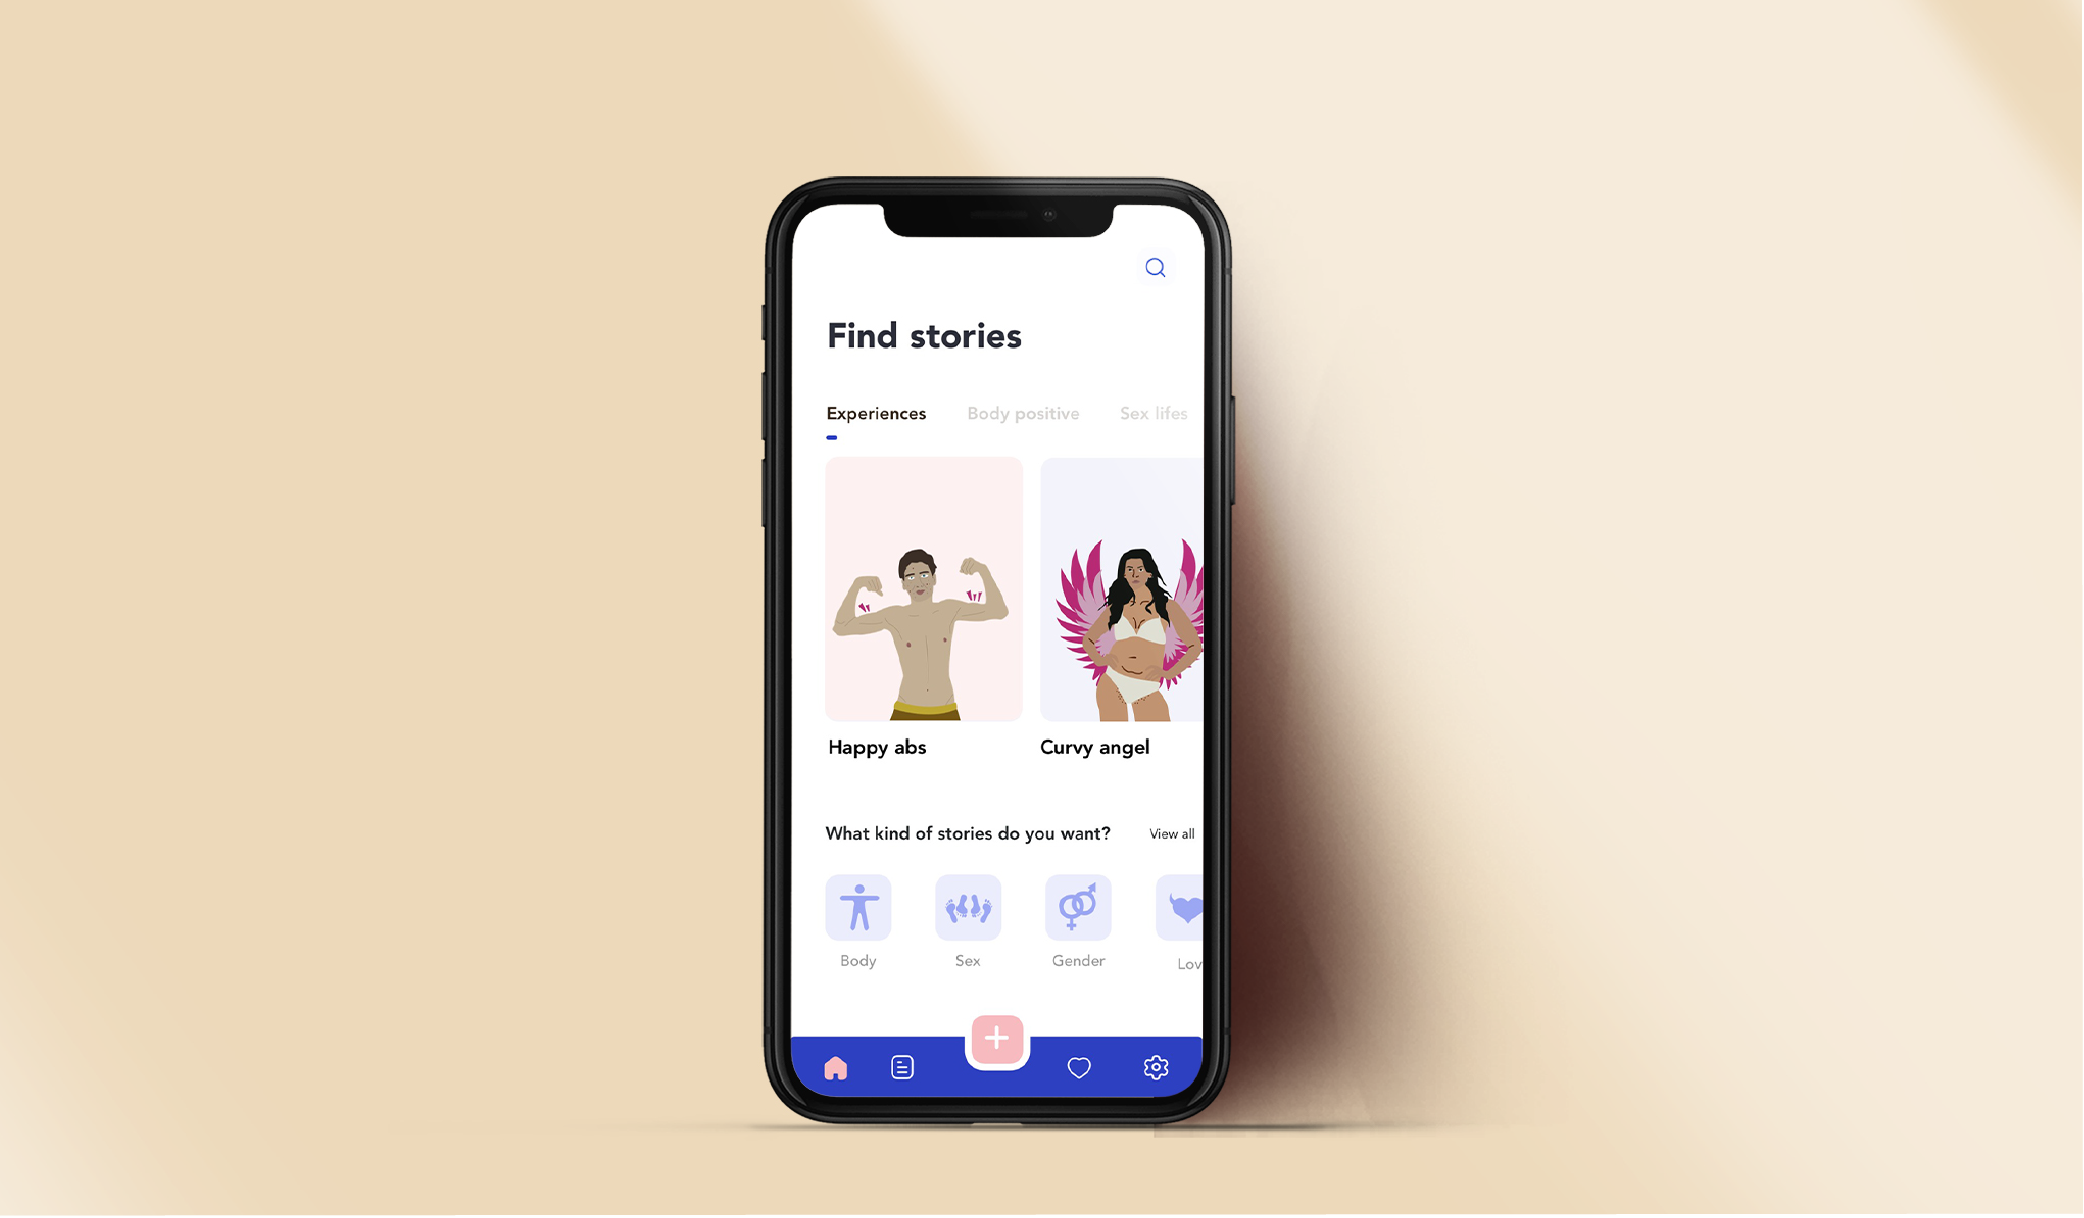 Find stories
Experiences Body positive Sex lifes
Happy abs Curvy angel
What kind of stories do you want? View all
Body Sex Gender Lov